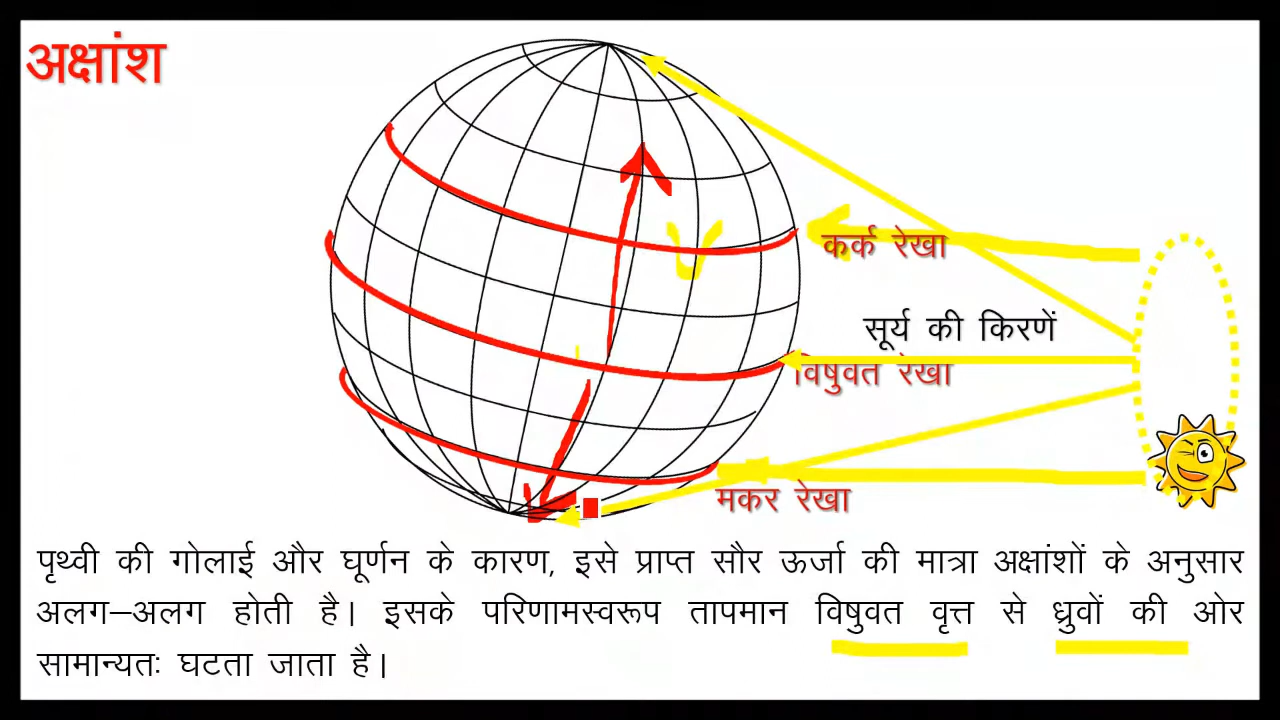 अक्षांश
कर्क रेखा
सूर्य की किरणें
विषुवत रेखा
मकर रेखा
पृथ्वी की गोलाई और घूर्णन के कारण, इसे प्राप्त सौर ऊर्जा की मात्रा अक्षांशों के अनुसार
अलग–अलग होती है। इसके परिणामस्वरूप तापमान विषुवत वृत्त से ध्रुवों की ओर
सामान्यतः घटता जाता है।